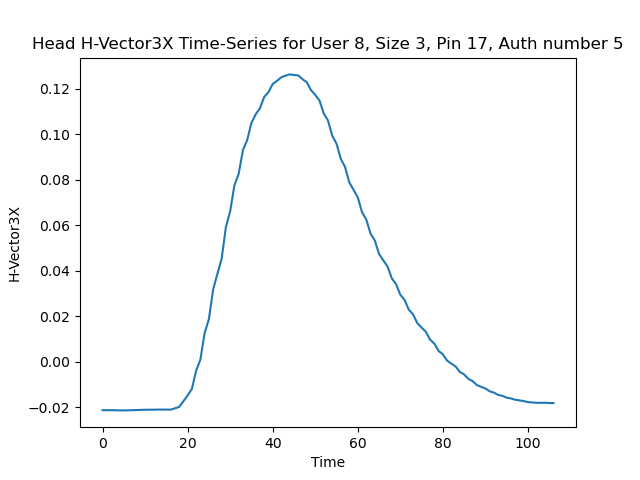 Head H-Vector3X Time-Series for User 8, Size 3, Pin 17, Auth number 5
H-Vector3X
0.12
0.10
0.08
0.06
0.04
0.02
0.00
−0.02
0 20 40 60 80 100
Time